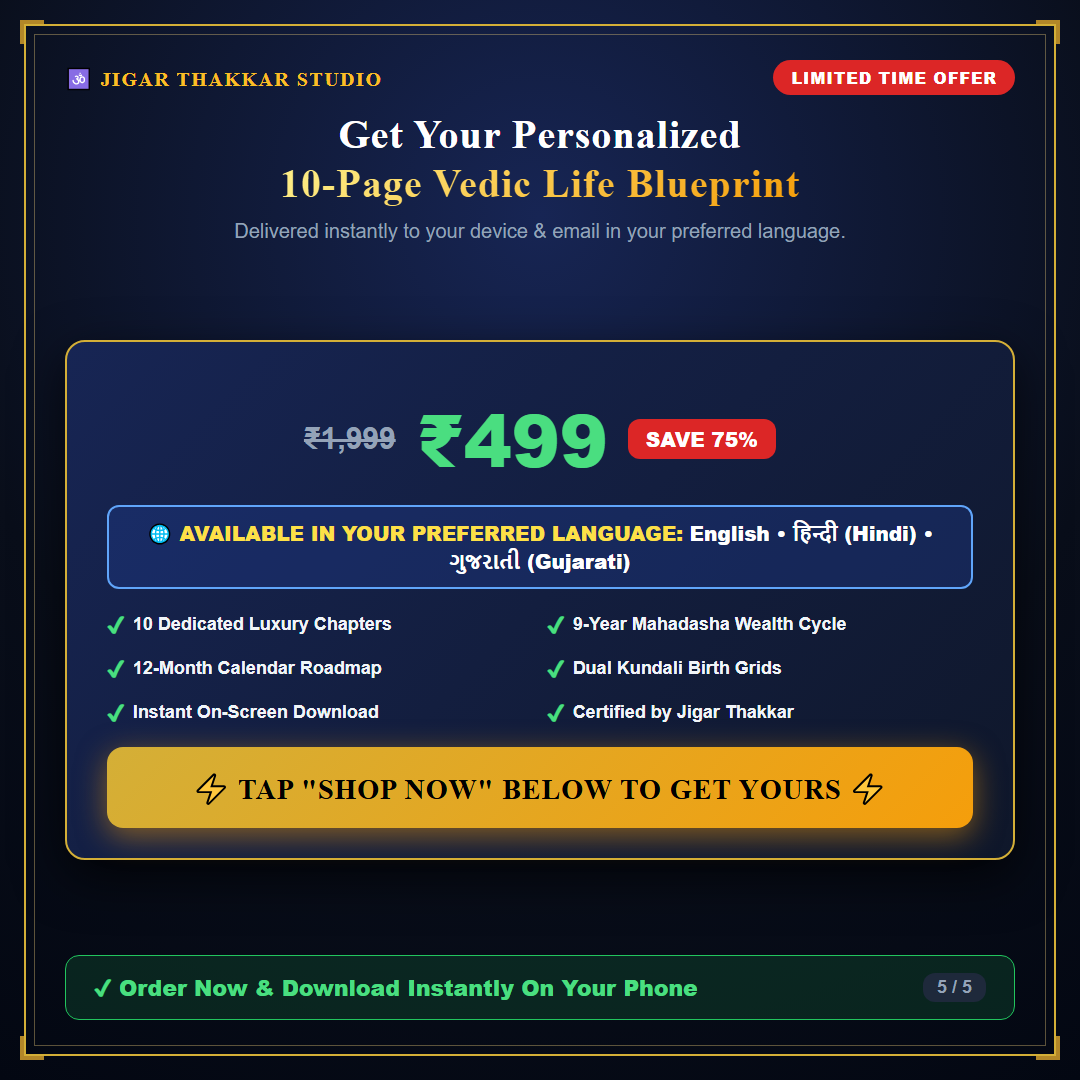 🕉 JIGAR THAKKAR STUDIO
LIMITED TIME OFFER
Get Your Personalized
10-Page Vedic Life Blueprint
Delivered instantly to your device & email in your preferred language.
₹1,999 ₹499 SAVE 75%
🌐 AVAILABLE IN YOUR PREFERRED LANGUAGE: English • हिन्दी (Hindi) •
ગુજરાતી (Gujarati)
✔ 10 Dedicated Luxury Chapters
✔ 9-Year Mahadasha Wealth Cycle
✔ 12-Month Calendar Roadmap
✔ Dual Kundali Birth Grids
✔ Instant On-Screen Download
✔ Certified by Jigar Thakkar
⚡ TAP "SHOP NOW" BELOW TO GET YOURS ⚡
✔ Order Now & Download Instantly On Your Phone
5 / 5